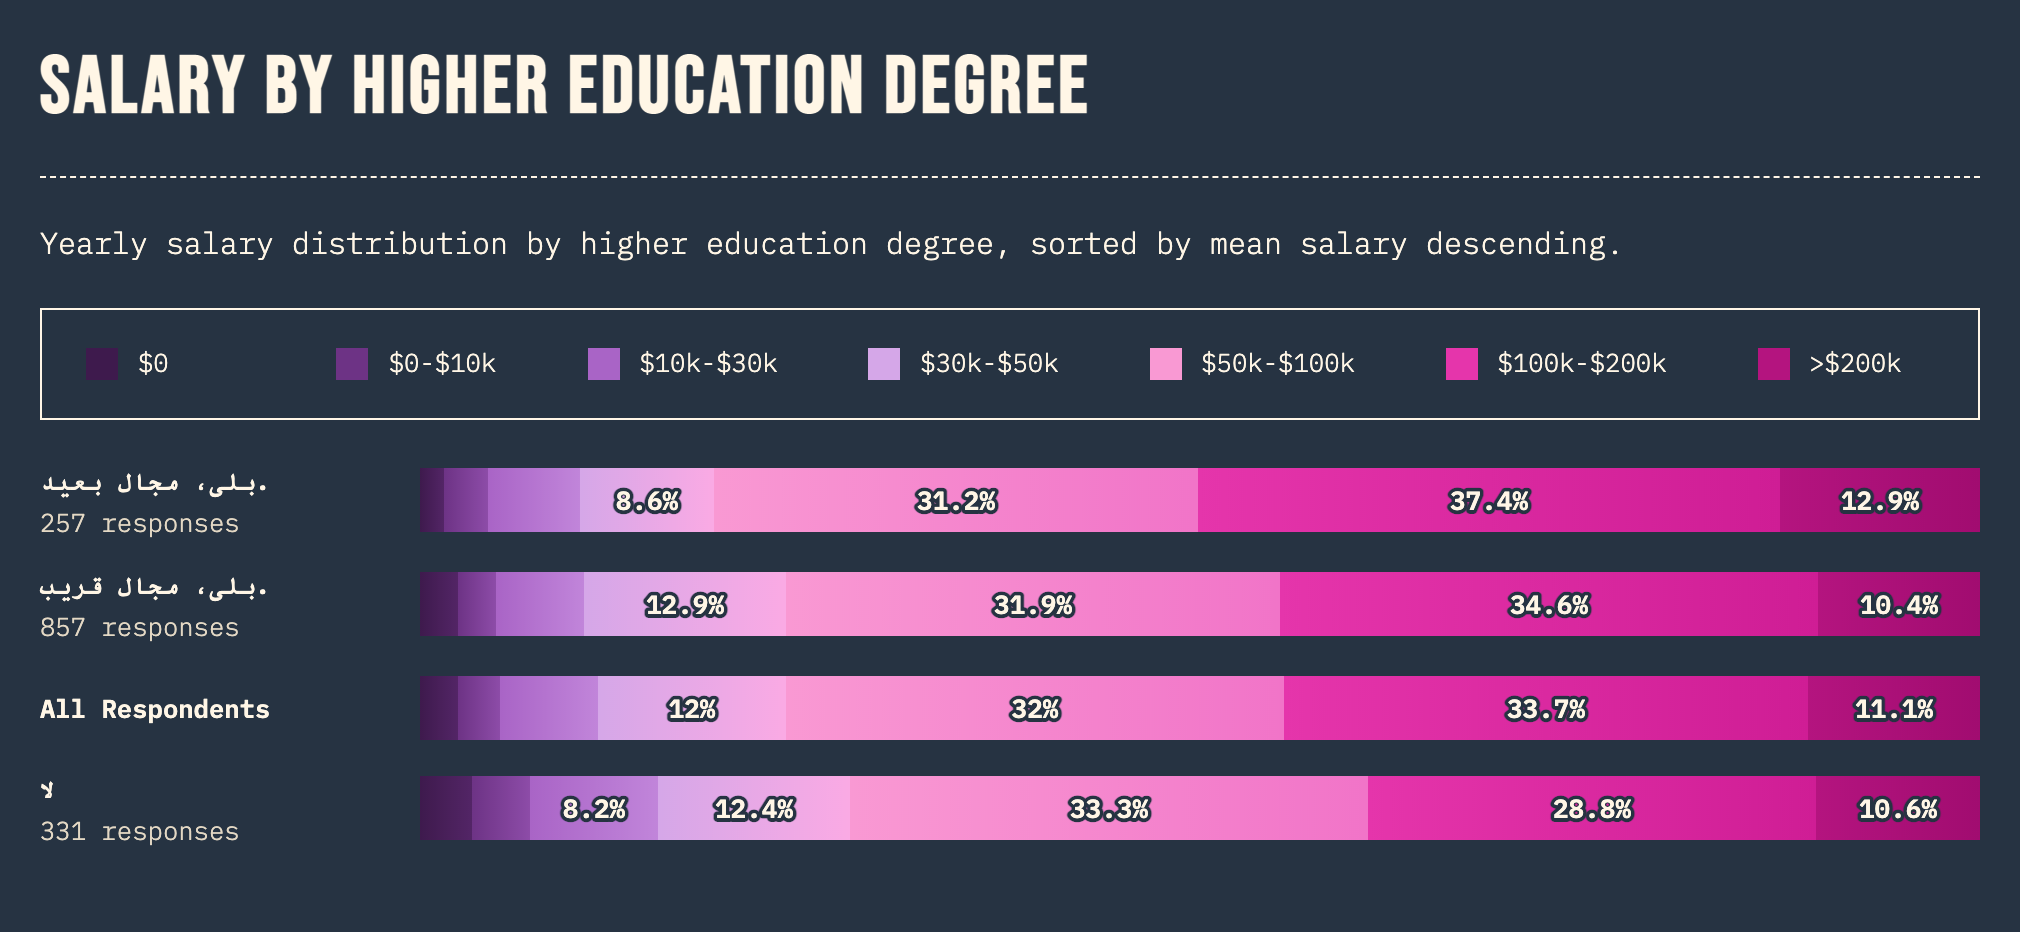 SALARY BY HIGHER EDUCATION DEGREE
Yearly salary distribution by higher education degree, sorted by mean salary descending.
$0 $0-$10k $10k-$30k $30k-$50k $50k-$100k $100k-$200k >$200k
بلى، مجال بعيد.
257 responses
8.6% 31.2% 37.4% 12.9%
بلى، مجال قريب.
857 responses
12.9% 31.9% 34.6% 10.4%
All Respondents
12% 32% 33.7% 11.1%
لا
331 responses
8.2% 12.4% 33.3% 28.8% 10.6%